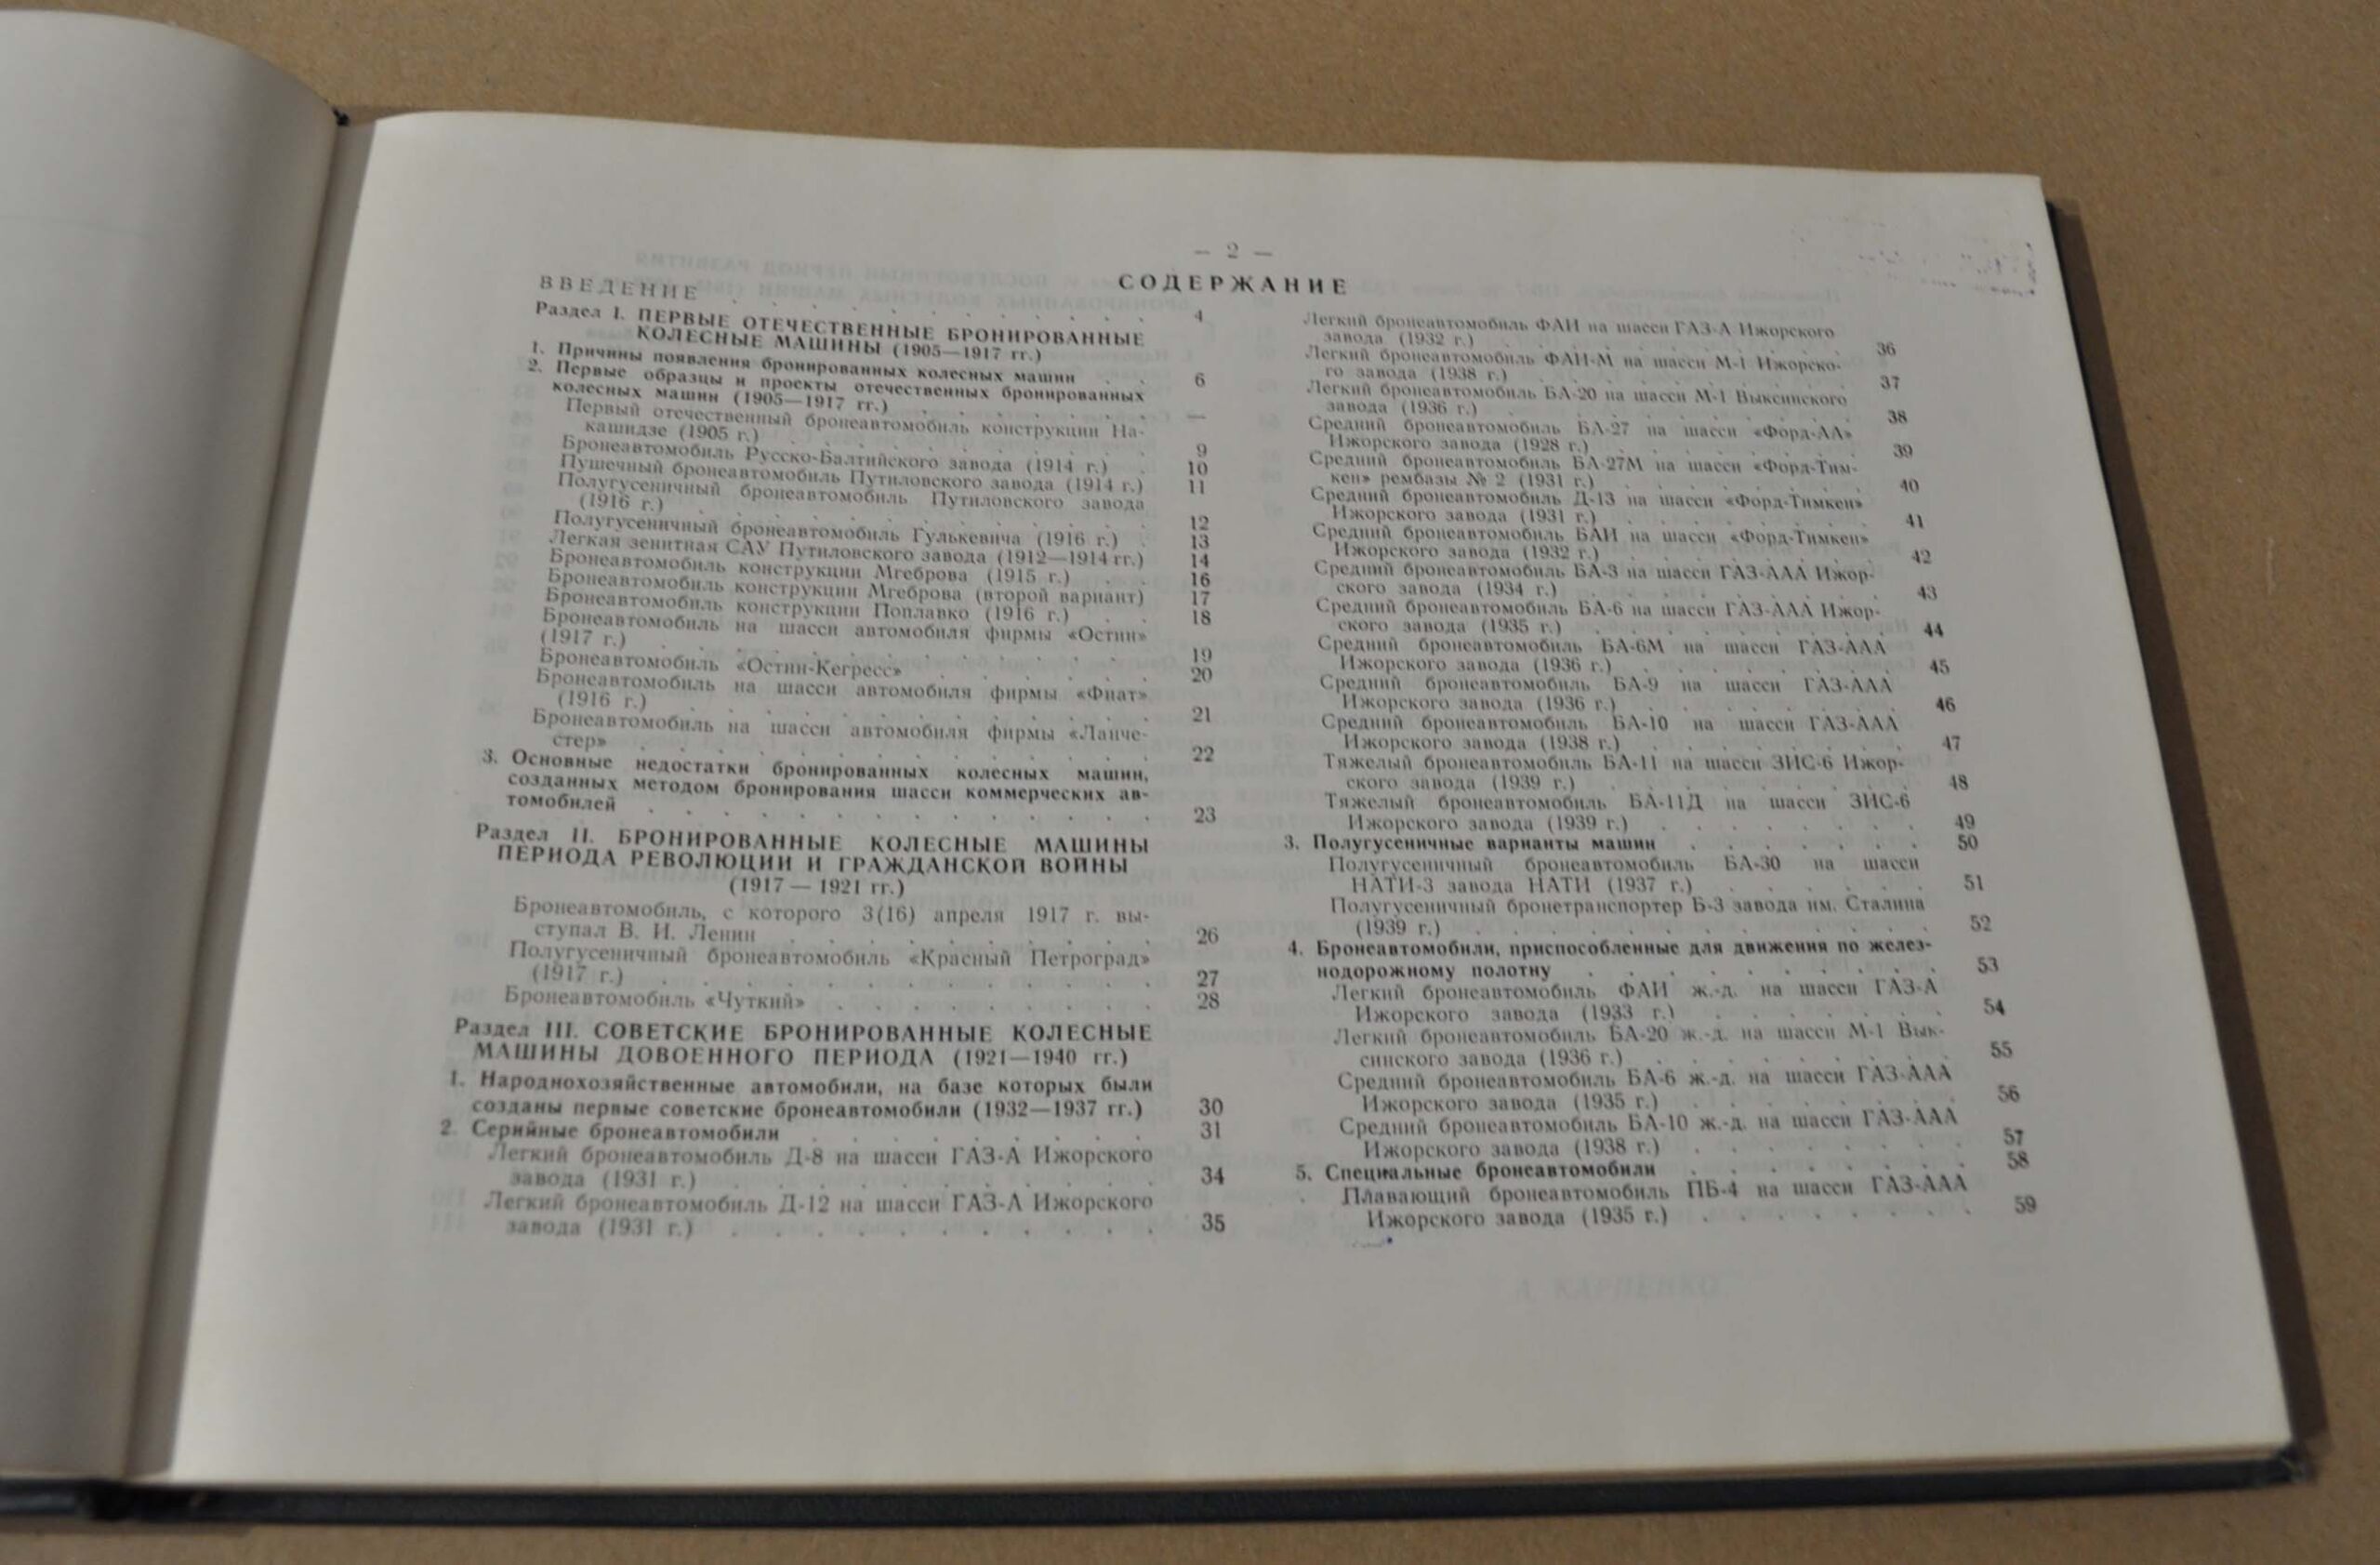 — 2 —
СОДЕРЖАНИЕ
ВВЕДЕНИЕ . . . . . . . . . . 4
Раздел I. ПЕРВЫЕ ОТЕЧЕСТВЕННЫЕ БРОНИРОВАННЫЕ
КОЛЕСНЫЕ МАШИНЫ (1905—1917 гг.)
1. Причины появления бронированных колесных машин . . 6
2. Первые образцы и проекты отечественных бронированных
колесных машин (1905—1917 гг.) . . . . . . —
Первый отечественный бронеавтомобиль конструкции На-
кашидзе (1905 г.) . . . . . . . . . 9
Бронеавтомобиль Русско-Балтийского завода (1914 г.) . 10
Пушечный бронеавтомобиль Путиловского завода (1914 г.) 11
Полугусеничный бронеавтомобиль Путиловского завода
(1916 г.) . . . . . . . . . . 12
Полугусеничный бронеавтомобиль Гулькевича (1916 г.) . 13
Легкая зенитная САУ Путиловского завода (1912—1914 гг.) 14
Бронеавтомобиль конструкции Мгеброва (1915 г.) . . 16
Бронеавтомобиль конструкции Мгеброва (второй вариант) 17
Бронеавтомобиль конструкции Поплавко (1916 г.) . . 18
Бронеавтомобиль на шасси автомобиля фирмы «Остин»
(1917 г.) . . . . . . . . . . 19
Бронеавтомобиль «Остин-Кегресс» . . . . . . 20
Бронеавтомобиль на шасси автомобиля фирмы «Фиат»
(1916 г.) . . . . . . . . . . 21
Бронеавтомобиль на шасси автомобиля фирмы «Ланче-
стер» . . . . . . . . . . . 22
3. Основные недостатки бронированных колесных машин,
созданных методом бронирования шасси коммерческих ав-
томобилей . . . . . . . . . . . 23
Раздел II. БРОНИРОВАННЫЕ КОЛЕСНЫЕ МАШИНЫ
ПЕРИОДА РЕВОЛЮЦИИ И ГРАЖДАНСКОЙ ВОЙНЫ
(1917 — 1921 гг.)
Бронеавтомобиль, с которого 3(16) апреля 1917 г. вы-
ступал В. И. Ленин . . . . . . . . . 26
Полугусеничный бронеавтомобиль «Красный Петроград»
(1917 г.) . . . . . . . . . . 27
Бронеавтомобиль «Чуткий» . . . . . . . . 28
Раздел III. СОВЕТСКИЕ БРОНИРОВАННЫЕ КОЛЕСНЫЕ
МАШИНЫ ДОВОЕННОГО ПЕРИОДА (1921—1940 гг.)
1. Народнохозяйственные автомобили, на базе которых были
созданы первые советские бронеавтомобили (1932—1937 гг.) 30
2. Серийные бронеавтомобили . . . . . . . . 31
Легкий бронеавтомобиль Д-8 на шасси ГАЗ-А Ижорского
завода (1931 г.) . . . . . . . . . . 34
Легкий бронеавтомобиль Д-12 на шасси ГАЗ-А Ижорского
завода (1931 г.) . . . . . . . . . . 35
Легкий бронеавтомобиль ФАИ на шасси ГАЗ-А Ижорского
завода (1932 г.) . . . . . . . . 36
Легкий бронеавтомобиль ФАИ-М на шасси М-1 Ижорско-
го завода (1938 г.) . . . . . . . 37
Легкий бронеавтомобиль БА-20 на шасси М-1 Выксинского
завода (1936 г.) . . . . . . . . 38
Средний бронеавтомобиль БА-27 на шасси «Форд-АА»
Ижорского завода (1928 г.) . . . . . . 39
Средний бронеавтомобиль БА-27М на шасси «Форд-Тим-
кен» рембазы № 2 (1931 г.) . . . . . . 40
Средний бронеавтомобиль Д-13 на шасси «Форд-Тимкен»
Ижорского завода (1931 г.) . . . . . . 41
Средний бронеавтомобиль БАИ на шасси «Форд-Тимкен»
Ижорского завода (1932 г.) . . . . . . 42
Средний бронеавтомобиль БА-3 на шасси ГАЗ-ААА Ижор-
ского завода (1934 г.) . . . . . . . 43
Средний бронеавтомобиль БА-6 на шасси ГАЗ-ААА Ижор-
ского завода (1935 г.) . . . . . . . 44
Средний бронеавтомобиль БА-6М на шасси ГАЗ-ААА
Ижорского завода (1936 г.) . . . . . . 45
Средний бронеавтомобиль БА-9 на шасси ГАЗ-ААА
Ижорского завода (1936 г.) . . . . . . 46
Средний бронеавтомобиль БА-10 на шасси ГАЗ-ААА
Ижорского завода (1938 г.) . . . . . . 47
Тяжелый бронеавтомобиль БА-11 на шасси ЗИС-6 Ижор-
ского завода (1939 г.) . . . . . . . 48
Тяжелый бронеавтомобиль БА-11Д на шасси ЗИС-6
Ижорского завода (1939 г.) . . . . . . 49
3. Полугусеничные варианты машин . . . . . . 50
Полугусеничный бронеавтомобиль БА-30 на шасси
НАТИ-3 завода НАТИ (1937 г.) . . . . . 51
Полугусеничный бронетранспортер Б-3 завода им. Сталина
(1939 г.) . . . . . . . . . . 52
4. Бронеавтомобили, приспособленные для движения по желез-
нодорожному полотну . . . . . . . . 53
Легкий бронеавтомобиль ФАИ ж.-д. на шасси ГАЗ-А
Ижорского завода (1933 г.) . . . . . . 54
Легкий бронеавтомобиль БА-20 ж.-д. на шасси М-1 Вык-
синского завода (1936 г.) . . . . . . . 55
Средний бронеавтомобиль БА-6 ж.-д. на шасси ГАЗ-ААА
Ижорского завода (1935 г.) . . . . . . 56
Средний бронеавтомобиль БА-10 ж.-д. на шасси ГАЗ-ААА
Ижорского завода (1938 г.) . . . . . . 57
5. Специальные бронеавтомобили . . . . . . 58
Плавающий бронеавтомобиль ПБ-4 на шасси ГАЗ-ААА
Ижорского завода (1935 г.) . . . . . . 59